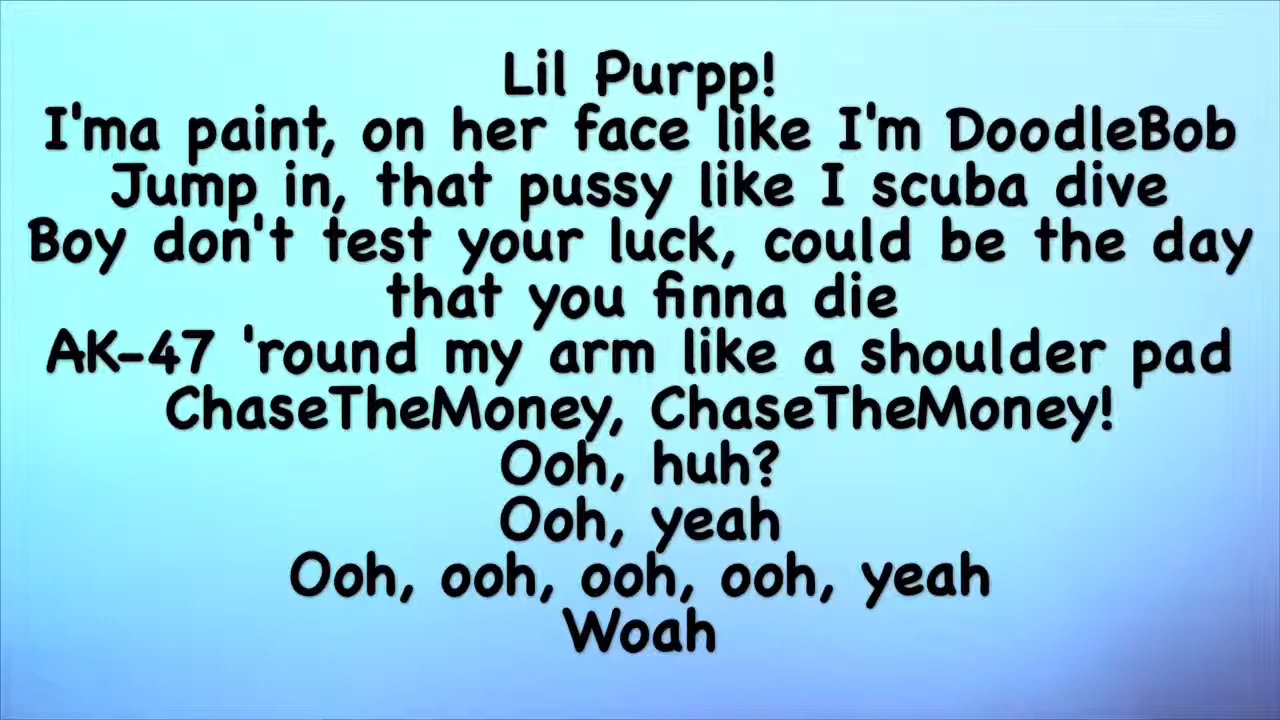 Lil Purpp!
I'ma paint, on her face like I'm DoodleBob
Jump in, that pussy like I scuba dive
Boy don't test your luck, could be the day
that you finna die
AK-47 'round my arm like a shoulder pad
ChaseTheMoney, ChaseTheMoney!
Ooh, huh?
Ooh, yeah
Ooh, ooh, ooh, ooh, yeah
Woah